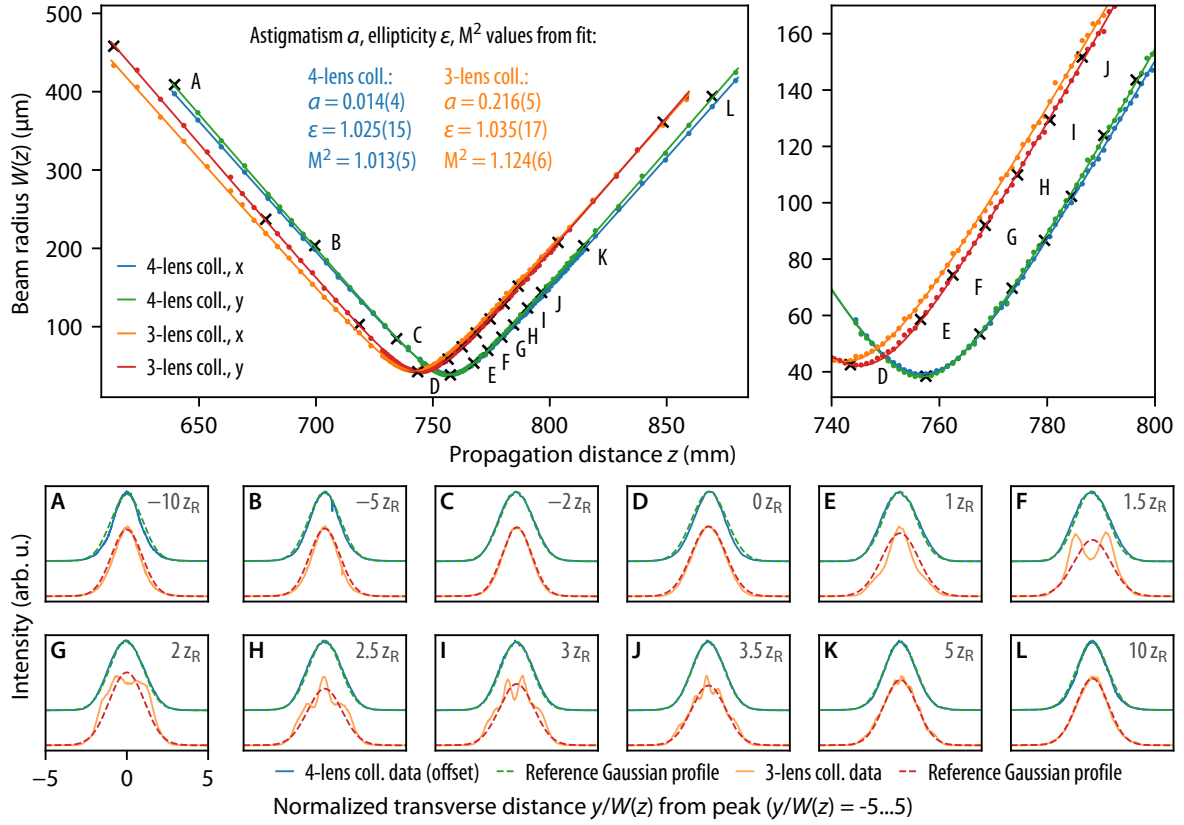 Beam radius W(z) (μm)
500
400
300
200
100
Astigmatism a, ellipticity ε, M² values from fit:
4-lens coll.:
a = 0.014(4)
ε = 1.025(15)
M² = 1.013(5)
3-lens coll.:
a = 0.216(5)
ε = 1.035(17)
M² = 1.124(6)
A
B
C
D
E
F
G
H
I
J
K
L
4-lens coll., x
4-lens coll., y
3-lens coll., x
3-lens coll., y
650
700
750
800
850
160
140
120
100
80
60
40
D
E
F
G
H
I
J
740
760
780
800
Propagation distance z (mm)
Intensity (arb. u.)
A −10 zR
B −5 zR
C −2 zR
D 0 zR
E 1 zR
F 1.5 zR
G 2 zR
H 2.5 zR
I 3 zR
J 3.5 zR
K 5 zR
L 10 zR
−5 0 5
4-lens coll. data (offset)
Reference Gaussian profile
3-lens coll. data
Reference Gaussian profile
Normalized transverse distance y/W(z) from peak (y/W(z) = -5...5)